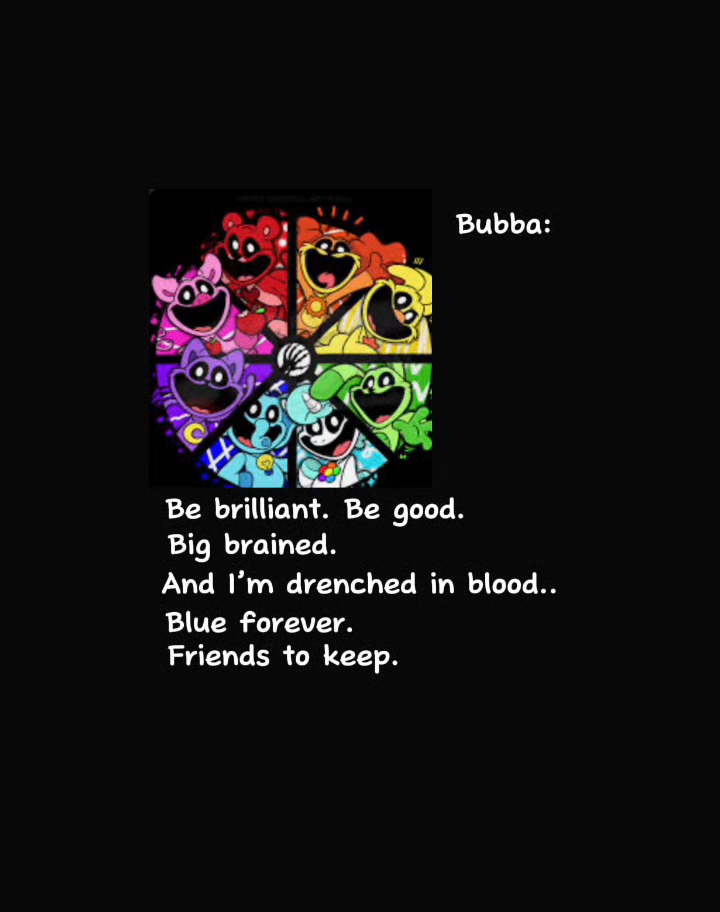 Bubba:
Be brilliant. Be good.
Big brained.
And I'm drenched in blood..
Blue forever.
Friends to keep.